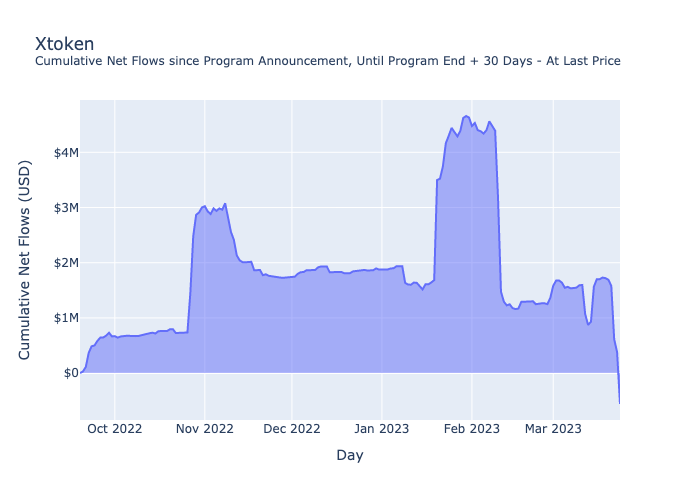 Xtoken
Cumulative Net Flows since Program Announcement, Until Program End + 30 Days - At Last Price
Cumulative Net Flows (USD)
$4M
$3M
$2M
$1M
$0
Oct 2022
Nov 2022
Dec 2022
Jan 2023
Feb 2023
Mar 2023
Day